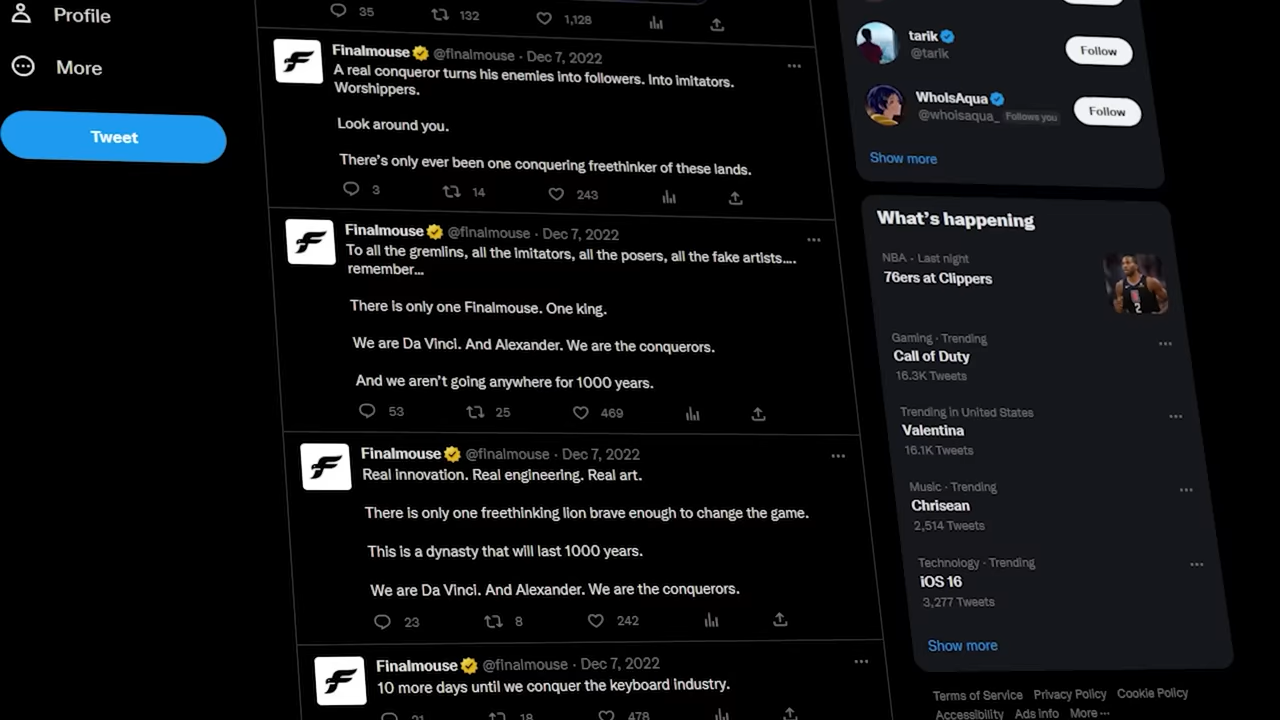 Profile
More
Tweet
35 132 1,128
Finalmouse @finalmouse · Dec 7, 2022
A real conqueror turns his enemies into followers. Into imitators.
Worshippers.
Look around you.
There's only ever been one conquering freethinker of these lands.
3 14 243
Finalmouse @finalmouse · Dec 7, 2022
To all the gremlins, all the imitators, all the posers, all the fake artists....
remember...
There is only one Finalmouse. One king.
We are Da Vinci. And Alexander. We are the conquerors.
And we aren't going anywhere for 1000 years.
53 25 469
Finalmouse @finalmouse · Dec 7, 2022
Real innovation. Real engineering. Real art.
There is only one freethinking lion brave enough to change the game.
This is a dynasty that will last 1000 years.
We are Da Vinci. And Alexander. We are the conquerors.
23 8 242
Finalmouse @finalmouse · Dec 7, 2022
10 more days until we conquer the keyboard industry.
21 18 478
tarik
@tarik
Follow
WhoIsAqua
@whoisaqua_ Follows you
Follow
Show more
What's happening
NBA · Last night
76ers at Clippers
Gaming · Trending
Call of Duty
16.3K Tweets
Trending in United States
Valentina
16.1K Tweets
Music · Trending
Chrisean
2,514 Tweets
Technology · Trending
iOS 16
3,277 Tweets
Show more
Terms of Service Privacy Policy Cookie Policy
Accessibility Ads info More ...